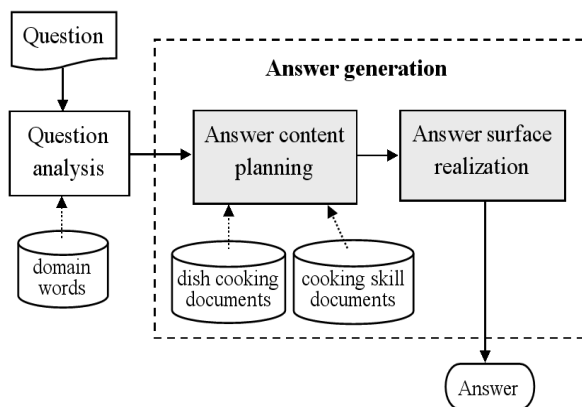 Question
Answer generation
Question
analysis
Answer content
planning
Answer surface
realization
domain
words
dish cooking
documents
cooking skill
documents
Answer